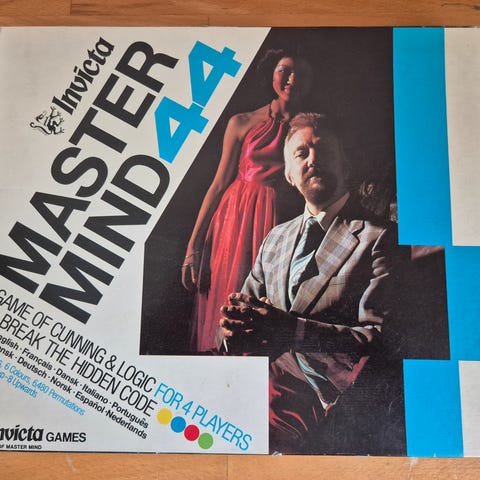 Invicta
MASTER
MIND 44
GAME OF CUNNING & LOGIC
BREAK THE HIDDEN CODE FOR 4 PLAYERS
English · Français · Dansk · Italiano · Português
Deutsch · Norsk · Español · Nederlands
6 Colours, 6480 Permutations
8 Upwards
Invicta GAMES
OF MASTER MIND